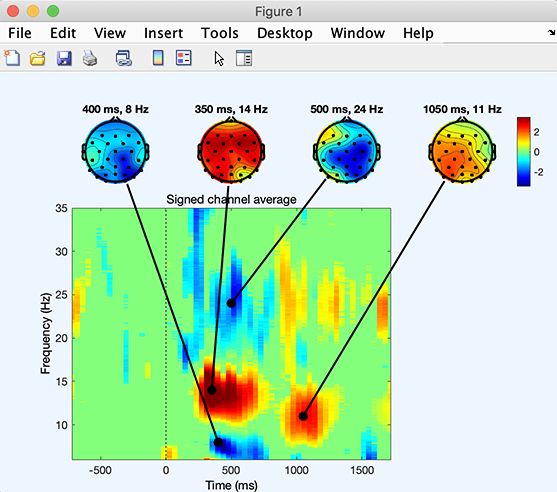 Figure 1
File Edit View Insert Tools Desktop Window Help
400 ms, 8 Hz 350 ms, 14 Hz 500 ms, 24 Hz 1050 ms, 11 Hz
2
0
-2
Signed channel average
35
30
25
20
15
10
Frequency (Hz)
-500 0 500 1000 1500
Time (ms)